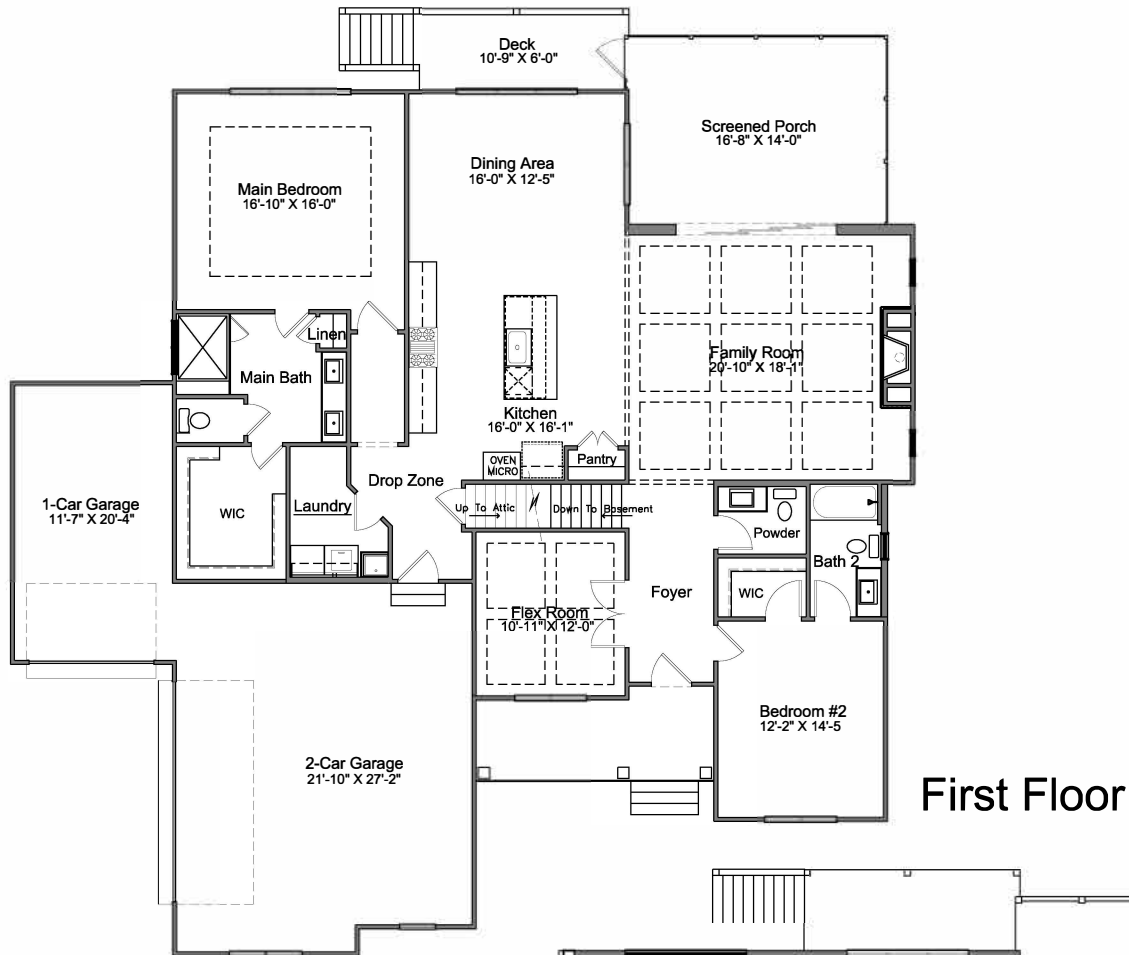 Deck
10'-9" X 6'-0"
Screened Porch
16'-8" X 14'-0"
Dining Area
16'-0" X 12'-5"
Main Bedroom
16'-10" X 16'-0"
Linen
Main Bath
Family Room
20'-10" X 18'-1"
Kitchen
16'-0" X 16'-1"
OVEN
MICRO
Pantry
Drop Zone
1-Car Garage
11'-7" X 20'-4"
WIC
Laundry
Up To Attic
Down To Basement
Powder
Bath 2
WIC
Foyer
Flex Room
10'-11" X 12'-0"
Bedroom #2
12'-2" X 14'-5
2-Car Garage
21'-10" X 27'-2"
First Floor